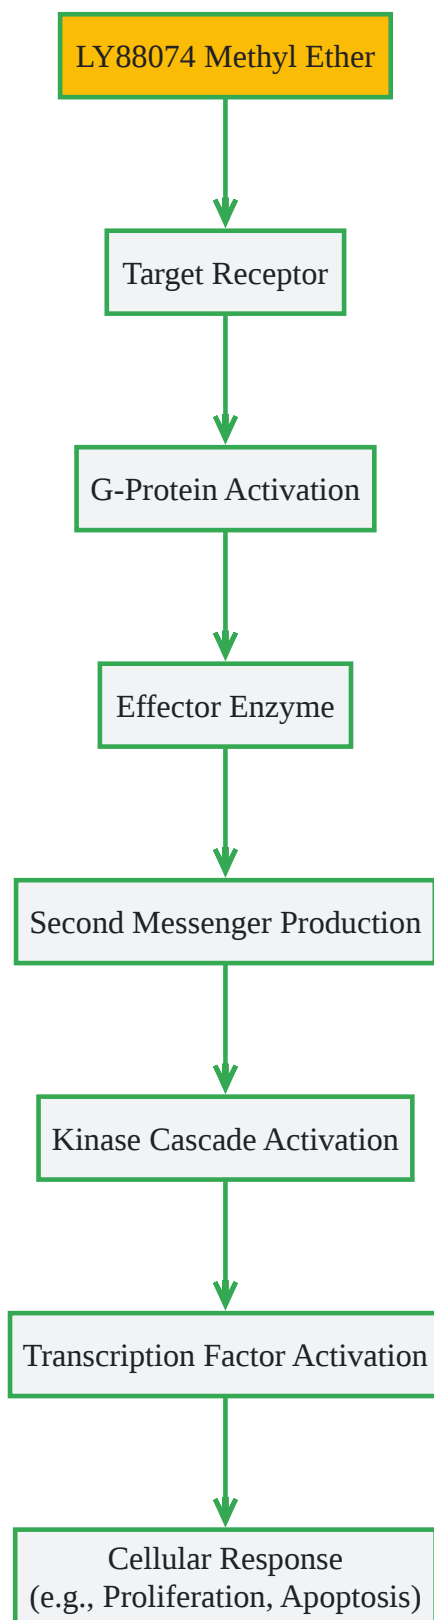 LY88074 Methyl Ether
Target Receptor
G-Protein Activation
Effector Enzyme
Second Messenger Production
Kinase Cascade Activation
Transcription Factor Activation
Cellular Response
(e.g., Proliferation, Apoptosis)